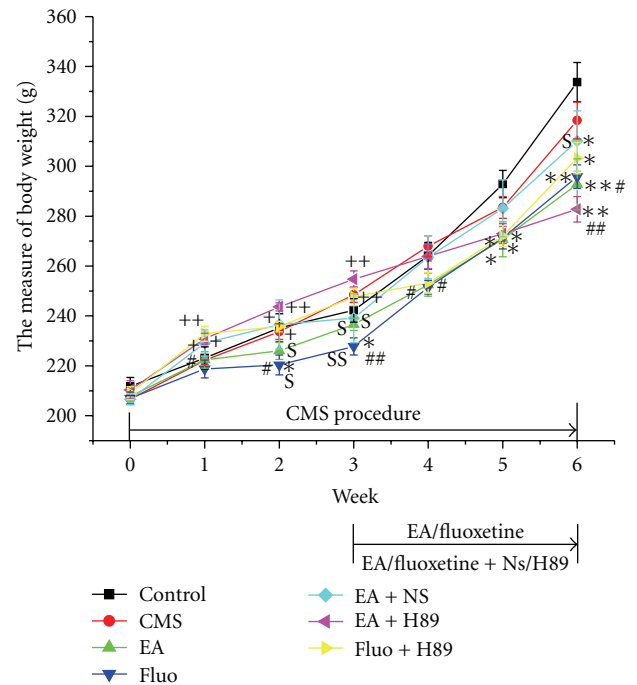 The measure of body weight (g)
360
340
320
300
280
260
240
220
200
S *
*
* *
* * #
* *
##
*
*
*
*
# #
++
++
S S
SS *
##
++
+
S
# *
S
++
#
CMS procedure
0 1 2 3 4 5 6
Week
EA/fluoxetine
EA/fluoxetine + Ns/H89
Control
CMS
EA
Fluo
EA + NS
EA + H89
Fluo + H89